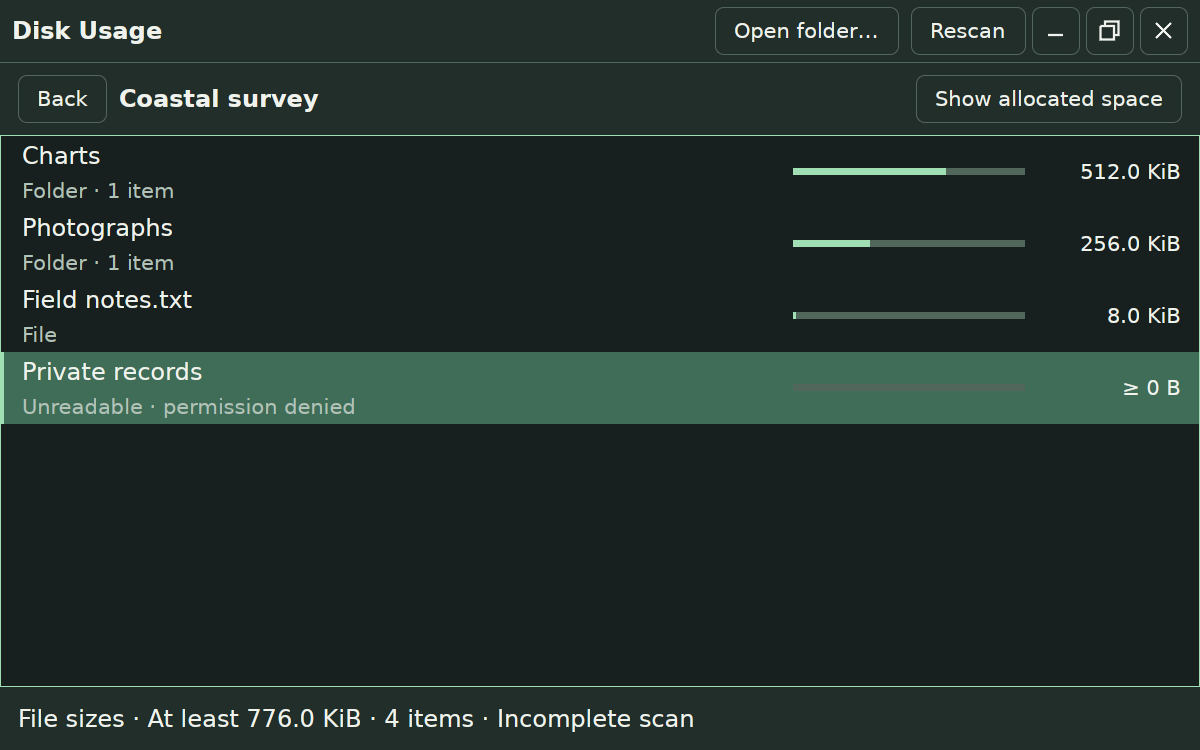 Disk Usage
Open folder...
Rescan
Back
Coastal survey
Show allocated space
Charts
512.0 KiB
Folder · 1 item
Photographs
256.0 KiB
Folder · 1 item
Field notes.txt
8.0 KiB
File
Private records
≥ 0 B
Unreadable · permission denied
File sizes · At least 776.0 KiB · 4 items · Incomplete scan